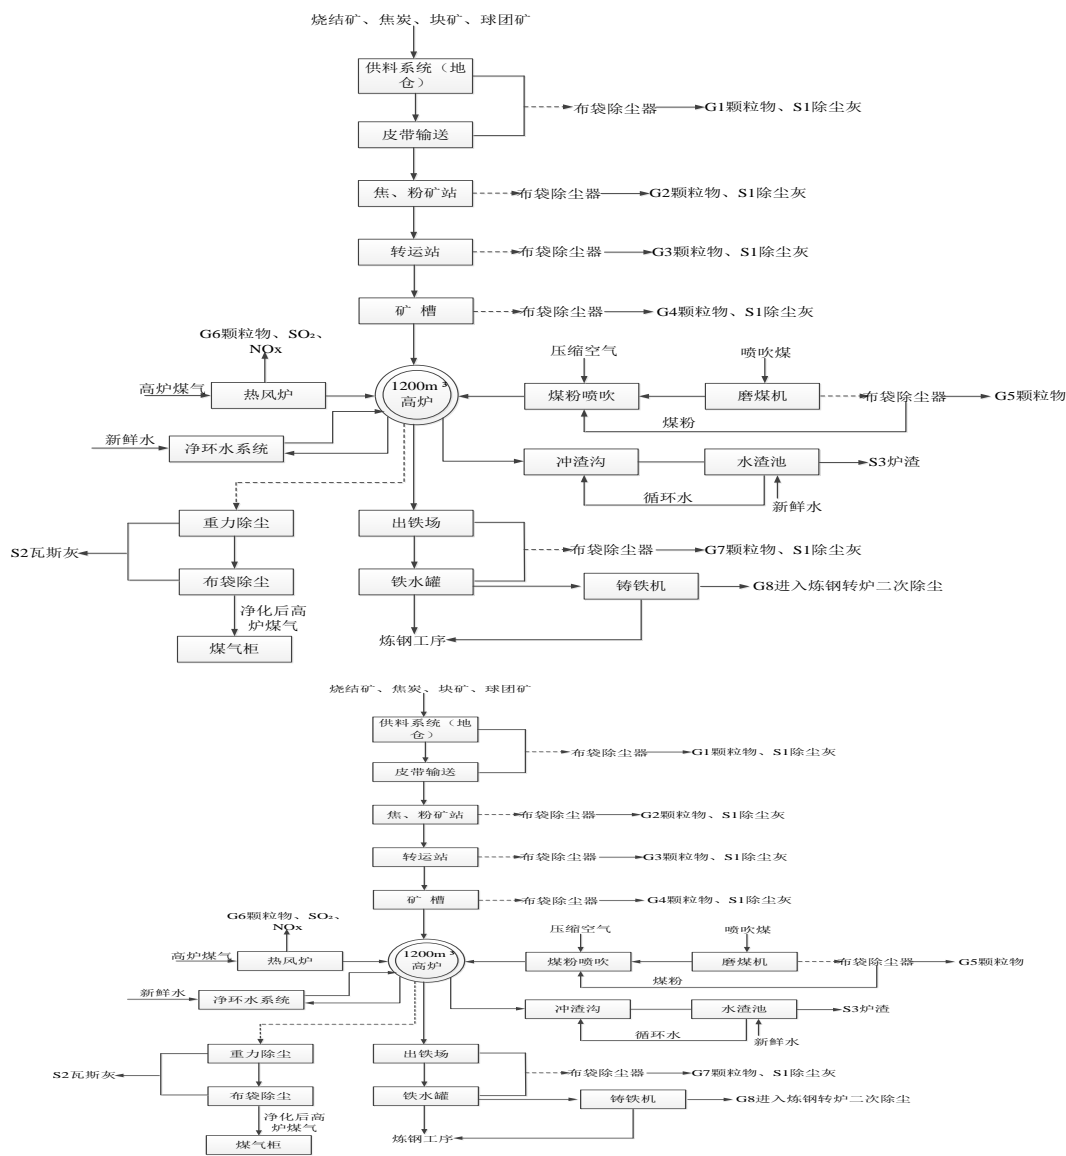 烧结矿、焦炭、块矿、球团矿
供料系统（地
仓）
布袋除尘器
G1颗粒物、S1除尘灰
皮带输送
焦、粉矿站
布袋除尘器
G2颗粒物、S1除尘灰
转运站
布袋除尘器
G3颗粒物、S1除尘灰
矿 槽
布袋除尘器
G4颗粒物、S1除尘灰
G6颗粒物、SO₂、
NOx
压缩空气
喷吹煤
高炉煤气
热风炉
1200m³
高炉
煤粉喷吹
磨煤机
布袋除尘器
G5颗粒物
煤粉
新鲜水
净环水系统
冲渣沟
水渣池
S3炉渣
循环水
新鲜水
重力除尘
出铁场
S2瓦斯灰
布袋除尘器
G7颗粒物、S1除尘灰
布袋除尘
铁水罐
铸铁机
G8进入炼钢转炉二次除尘
净化后高
炉煤气
煤气柜
炼钢工序
烧结矿、焦炭、块矿、球团矿
供料系统（地
仓）
布袋除尘器
G1颗粒物、S1除尘灰
皮带输送
焦、粉矿站
布袋除尘器
G2颗粒物、S1除尘灰
转运站
布袋除尘器
G3颗粒物、S1除尘灰
矿 槽
布袋除尘器
G4颗粒物、S1除尘灰
G6颗粒物、SO₂、
NOx
压缩空气
喷吹煤
高炉煤气
热风炉
1200m³
高炉
煤粉喷吹
磨煤机
布袋除尘器
G5颗粒物
煤粉
新鲜水
净环水系统
冲渣沟
水渣池
S3炉渣
循环水
新鲜水
重力除尘
出铁场
S2瓦斯灰
布袋除尘器
G7颗粒物、S1除尘灰
布袋除尘
铁水罐
铸铁机
G8进入炼钢转炉二次除尘
净化后高
炉煤气
煤气柜
炼钢工序